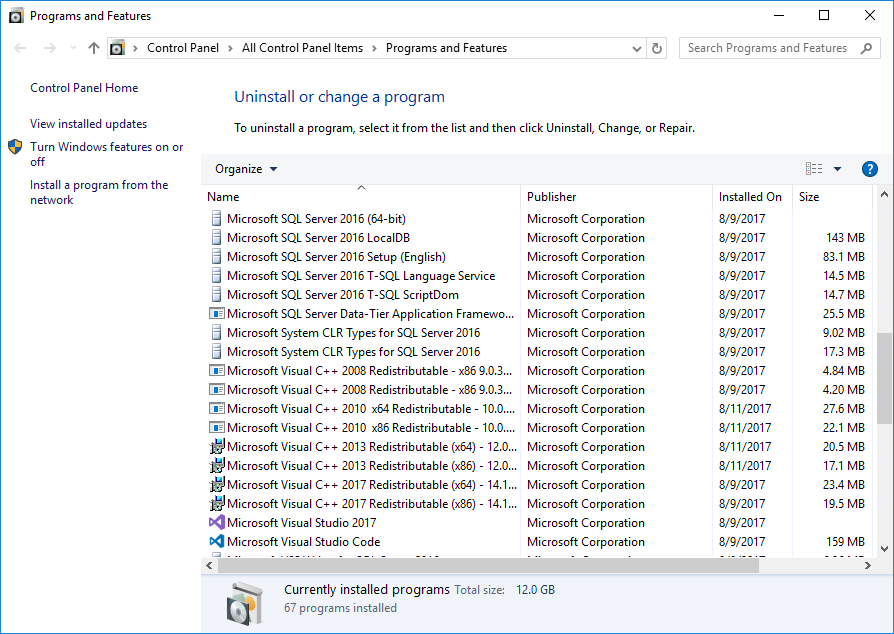 Programs and Features
Control Panel > All Control Panel Items > Programs and Features
Search Programs and Features
Control Panel Home
View installed updates
Turn Windows features on or
off
Install a program from the
network
Uninstall or change a program
To uninstall a program, select it from the list and then click Uninstall, Change, or Repair.
Organize
Name Publisher Installed On Size
Microsoft SQL Server 2016 (64-bit) Microsoft Corporation 8/9/2017
Microsoft SQL Server 2016 LocalDB Microsoft Corporation 8/9/2017 143 MB
Microsoft SQL Server 2016 Setup (English) Microsoft Corporation 8/9/2017 83.1 MB
Microsoft SQL Server 2016 T-SQL Language Service Microsoft Corporation 8/9/2017 14.5 MB
Microsoft SQL Server 2016 T-SQL ScriptDom Microsoft Corporation 8/9/2017 14.7 MB
Microsoft SQL Server Data-Tier Application Framewo... Microsoft Corporation 8/9/2017 25.5 MB
Microsoft System CLR Types for SQL Server 2016 Microsoft Corporation 8/9/2017 9.02 MB
Microsoft System CLR Types for SQL Server 2016 Microsoft Corporation 8/9/2017 17.3 MB
Microsoft Visual C++ 2008 Redistributable - x86 9.0.3... Microsoft Corporation 8/9/2017 4.84 MB
Microsoft Visual C++ 2008 Redistributable - x86 9.0.3... Microsoft Corporation 8/9/2017 4.20 MB
Microsoft Visual C++ 2010 x64 Redistributable - 10.0.... Microsoft Corporation 8/11/2017 27.6 MB
Microsoft Visual C++ 2010 x86 Redistributable - 10.0.... Microsoft Corporation 8/11/2017 22.1 MB
Microsoft Visual C++ 2013 Redistributable (x64) - 12.0... Microsoft Corporation 8/11/2017 20.5 MB
Microsoft Visual C++ 2013 Redistributable (x86) - 12.0... Microsoft Corporation 8/11/2017 17.1 MB
Microsoft Visual C++ 2017 Redistributable (x64) - 14.1... Microsoft Corporation 8/9/2017 23.4 MB
Microsoft Visual C++ 2017 Redistributable (x86) - 14.1... Microsoft Corporation 8/9/2017 19.5 MB
Microsoft Visual Studio 2017 Microsoft Corporation 8/9/2017
Microsoft Visual Studio Code Microsoft Corporation 8/9/2017 159 MB
Currently installed programs Total size: 12.0 GB
67 programs installed